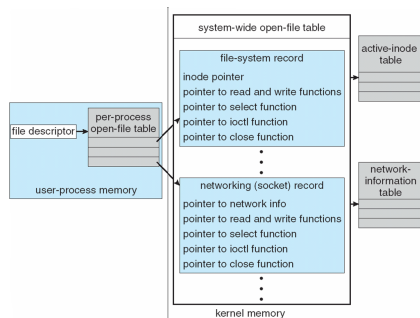 system-wide open-file table
file-system record
inode pointer
pointer to read and write functions
pointer to select function
pointer to ioctl function
pointer to close function
active-inode
table
per-process
open-file table
file descriptor
user-process memory
networking (socket) record
pointer to network info
pointer to read and write functions
pointer to select function
pointer to ioctl function
pointer to close function
network-
information
table
kernel memory